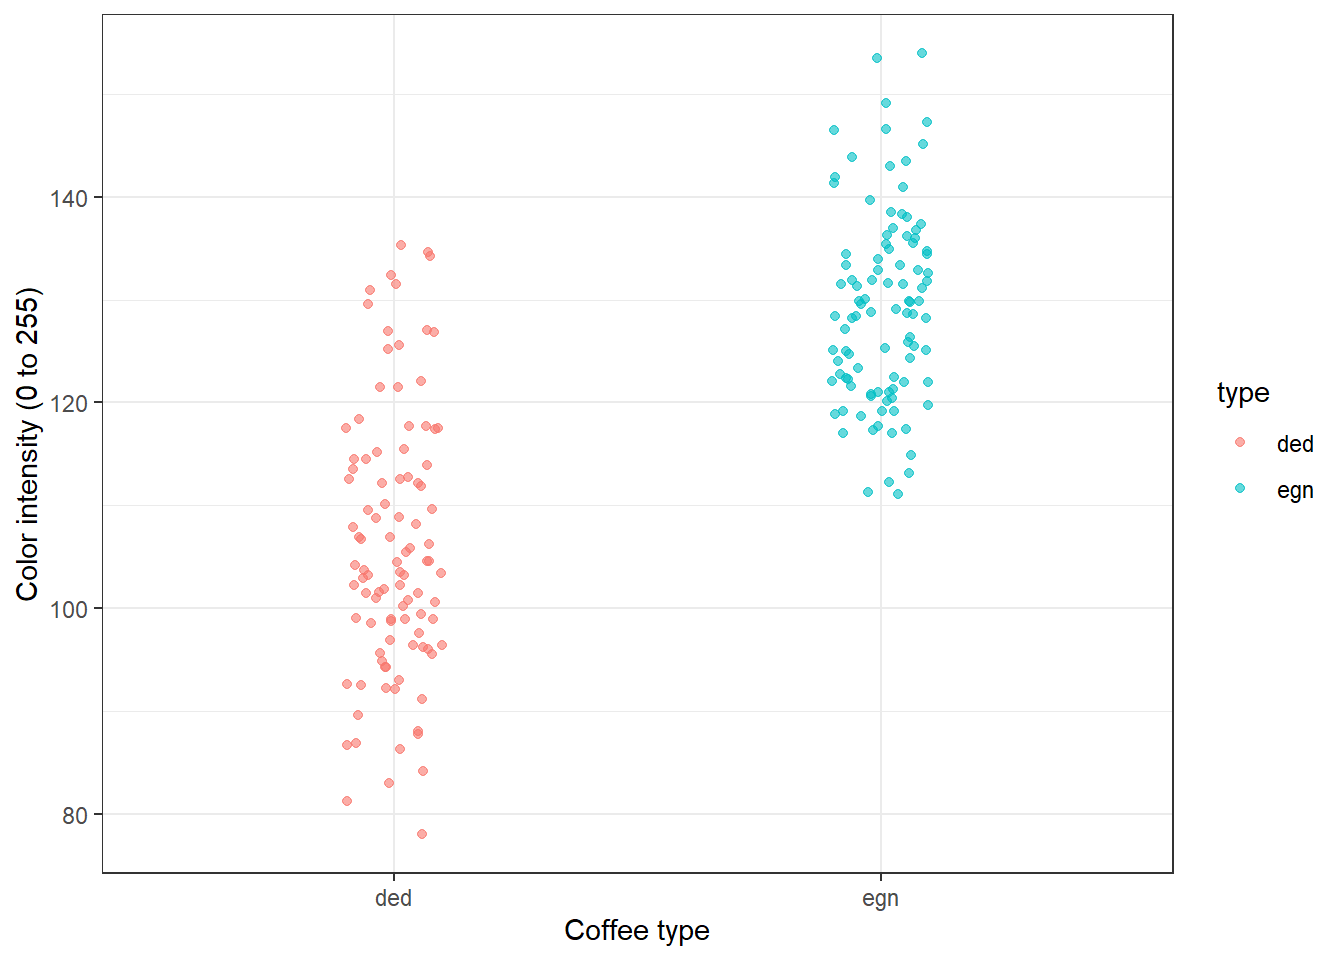 Color intensity (0 to 255)
140
120
100
80
ded
egn
Coffee type
type
ded
egn